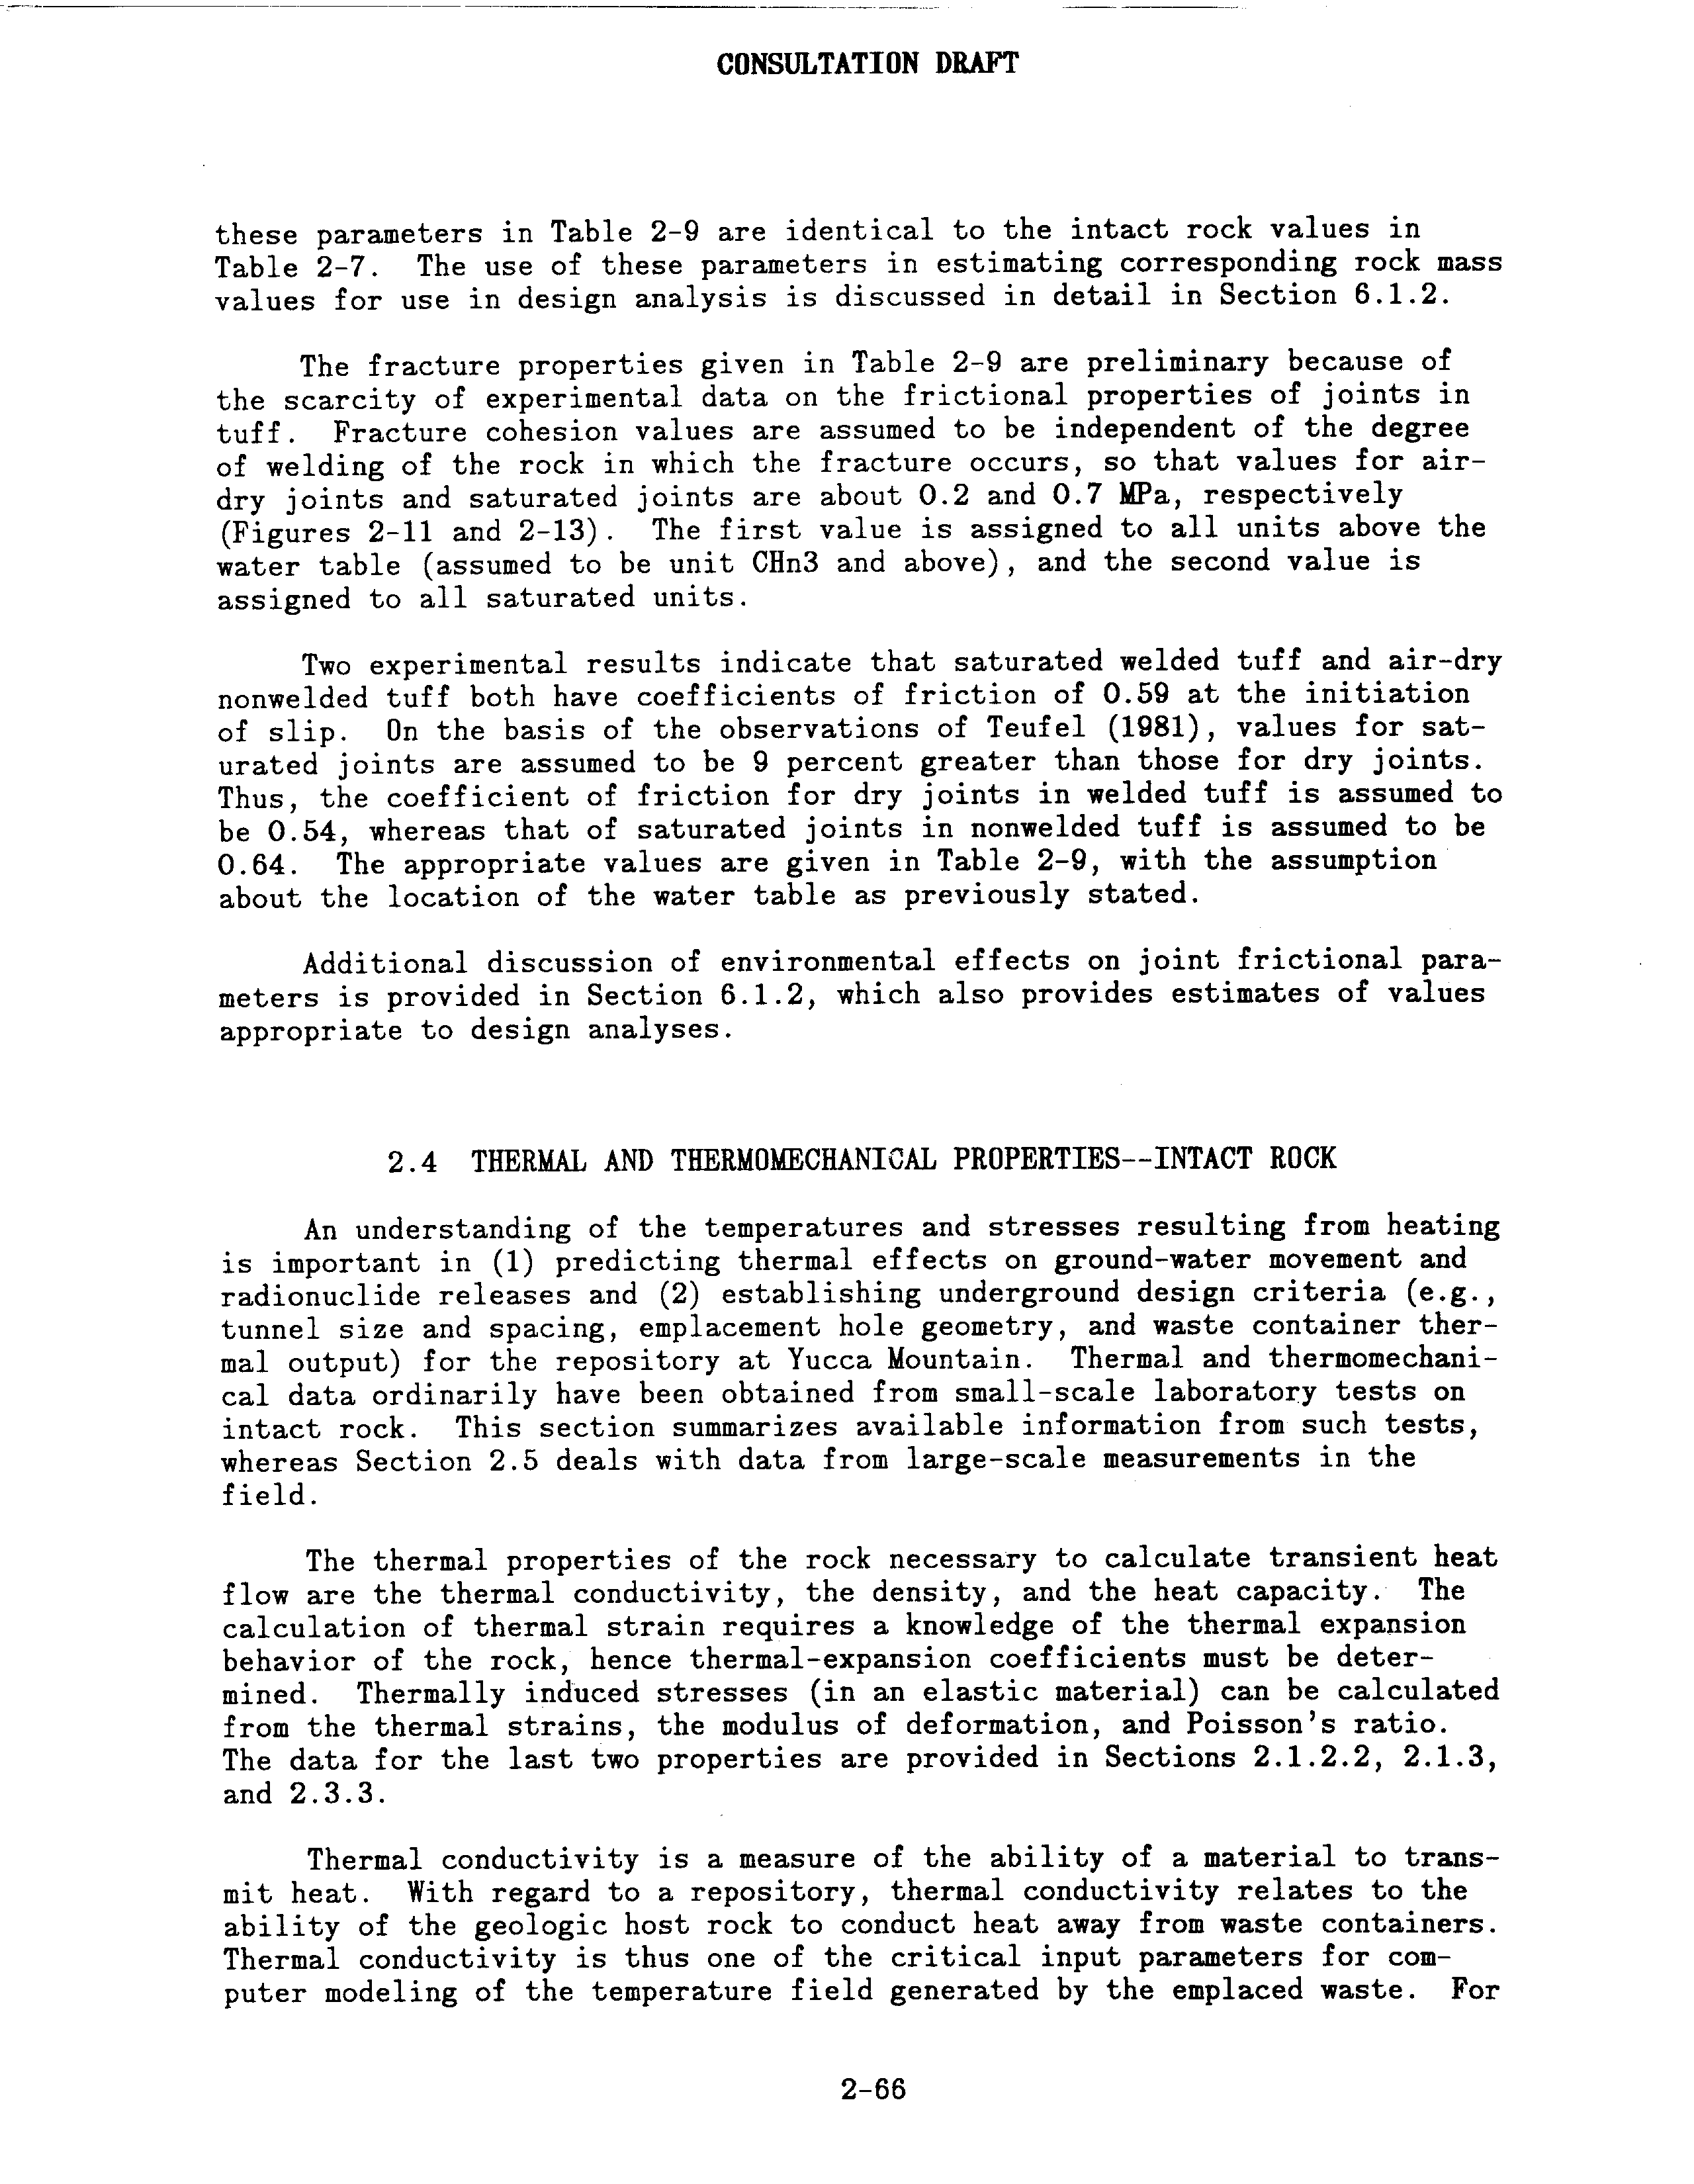 CONSULTATION DRAFT
these parameters in Table 2-9 are identical to the intact rock values in
Table 2-7. The use of these parameters in estimating corresponding rock mass
values for use in design analysis is discussed in detail in Section 6.1.2.
The fracture properties given in Table 2-9 are preliminary because of
the scarcity of experimental data on the frictional properties of joints in
tuff. Fracture cohesion values are assumed to be independent of the degree
of welding of the rock in which the fracture occurs, so that values for air-
dry joints and saturated joints are about 0.2 and 0.7 MPa, respectively
(Figures 2-11 and 2-13). The first value is assigned to all units above the
water table (assumed to be unit CHn3 and above), and the second value is
assigned to all saturated units.
Two experimental results indicate that saturated welded tuff and air-dry
nonwelded tuff both have coefficients of friction of 0.59 at the initiation
of slip. On the basis of the observations of Teufel (1981), values for sat-
urated joints are assumed to be 9 percent greater than those for dry joints.
Thus, the coefficient of friction for dry joints in welded tuff is assumed to
be 0.54, whereas that of saturated joints in nonwelded tuff is assumed to be
0.64. The appropriate values are given in Table 2-9, with the assumption
about the location of the water table as previously stated.
Additional discussion of environmental effects on joint frictional para-
meters is provided in Section 6.1.2, which also provides estimates of values
appropriate to design analyses.
2.4 THERMAL AND THERMOMECHANICAL PROPERTIES--INTACT ROCK
An understanding of the temperatures and stresses resulting from heating
is important in (1) predicting thermal effects on ground-water movement and
radionuclide releases and (2) establishing underground design criteria (e.g.,
tunnel size and spacing, emplacement hole geometry, and waste container ther-
mal output) for the repository at Yucca Mountain. Thermal and thermomechani-
cal data ordinarily have been obtained from small-scale laboratory tests on
intact rock. This section summarizes available information from such tests,
whereas Section 2.5 deals with data from large-scale measurements in the
field.
The thermal properties of the rock necessary to calculate transient heat
flow are the thermal conductivity, the density, and the heat capacity. The
calculation of thermal strain requires a knowledge of the thermal expansion
behavior of the rock, hence thermal-expansion coefficients must be deter-
mined. Thermally induced stresses (in an elastic material) can be calculated
from the thermal strains, the modulus of deformation, and Poisson's ratio.
The data for the last two properties are provided in Sections 2.1.2.2, 2.1.3,
and 2.3.3.
Thermal conductivity is a measure of the ability of a material to trans-
mit heat. With regard to a repository, thermal conductivity relates to the
ability of the geologic host rock to conduct heat away from waste containers.
Thermal conductivity is thus one of the critical input parameters for com-
puter modeling of the temperature field generated by the emplaced waste. For
2-66